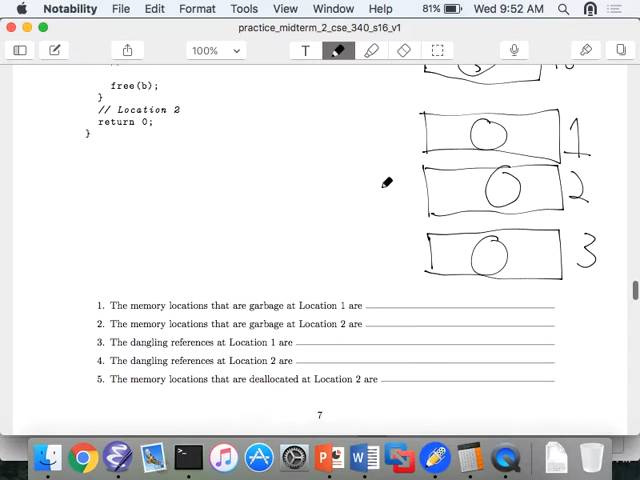 Notability File Edit View Tools Window Help 81% Wed 9:52 AM
practice_midterm_2_cse_340_s16_v1
100% T
free(b);
}
// Location 2
return 0;
}
1
2
3
1. The memory locations that are garbage at Location 1 are
2. The memory locations that are garbage at Location 2 are
3. The dangling references at Location 1 are
4. The dangling references at Location 2 are
5. The memory locations that are deallocated at Location 2 are
7